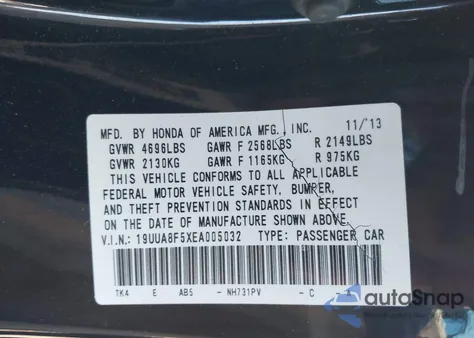 MFD. BY HONDA OF AMERICA MFG., INC. 11/13
GVWR 4696LBS GAWR F 2568LBS R 2149LBS
GVWR 2130KG GAWR F 1165KG R 975KG
THIS VEHICLE CONFORMS TO ALL APPLICABLE
FEDERAL MOTOR VEHICLE SAFETY, BUMPER,
AND THEFT PREVENTION STANDARDS IN EFFECT
ON THE DATE OF MANUFACTURE SHOWN ABOVE.
V.I.N.: 19UUA8F5XEA005032 TYPE: PASSENGER CAR
TK4 E AB5 - NH731PV - C
autoSnap